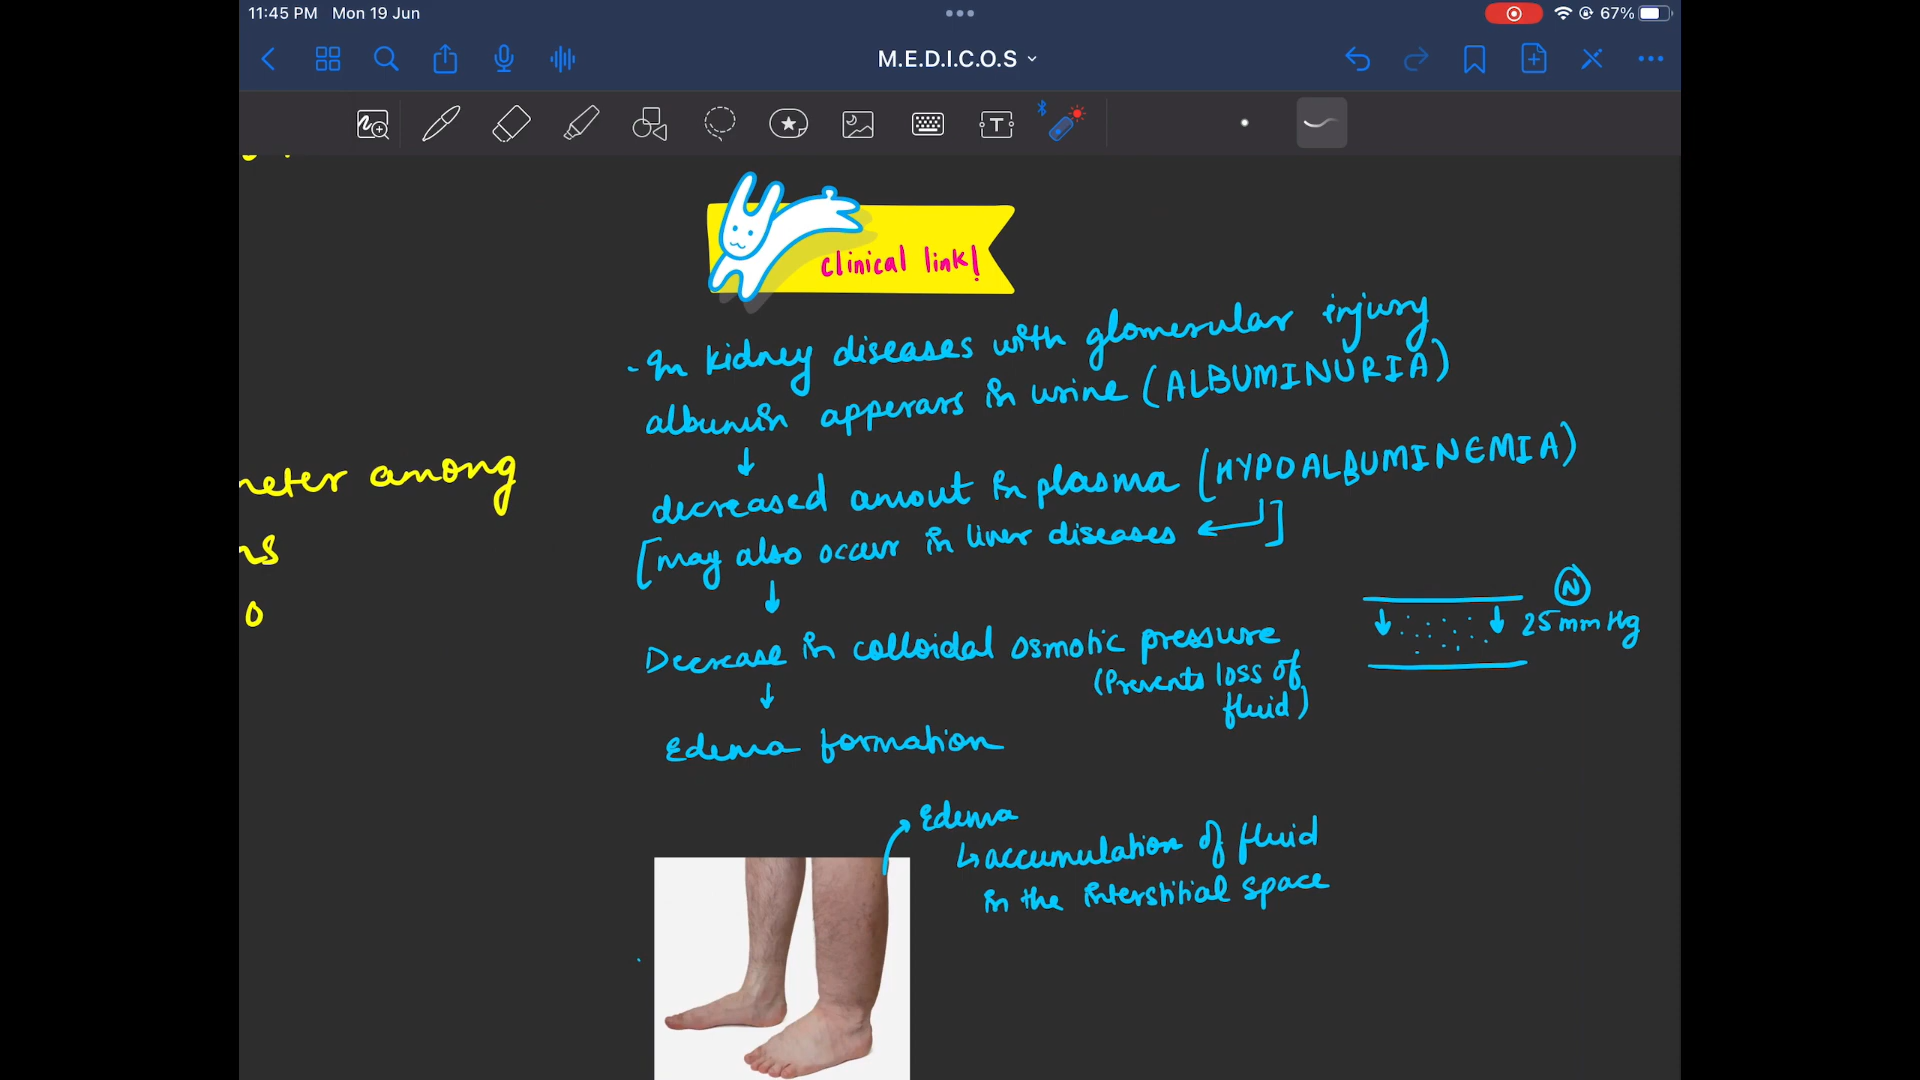 11:45 PM Mon 19 Jun
67%
M.E.D.I.C.O.S
T
clinical link!
- In kidney diseases with glomerular injury
albumin apperars in urine (ALBUMINURIA)
decreased amout in plasma (HYPOALBUMINEMIA)
[may also occur in liver diseases ]
Decrease in colloidal osmotic pressure
(Prevents loss of
fluid)
N
25 mm Hg
Edema formation
Edema
accumulation of fluid
in the interstitial space
among